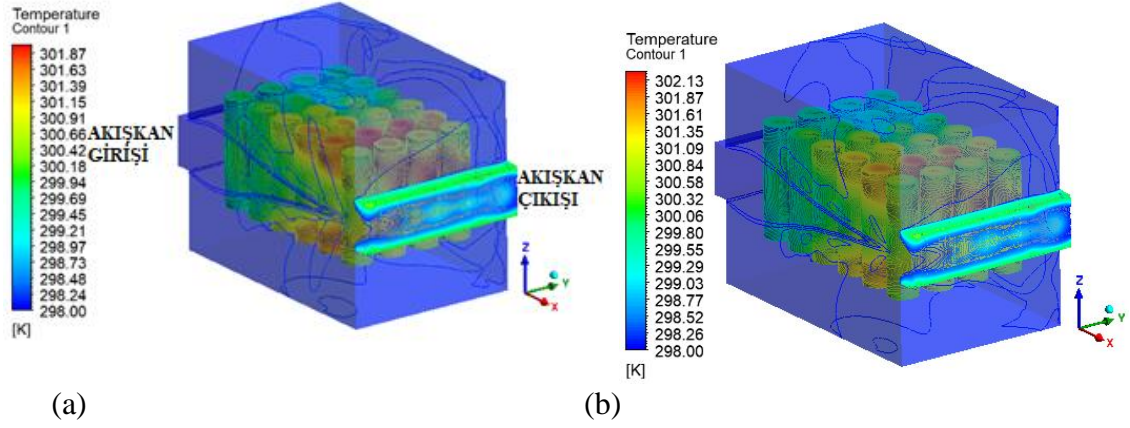 Temperature
Contour 1
301.87
301.63
301.39
301.15
300.91
300.66
300.42
300.18
299.94
299.69
299.45
299.21
298.97
298.73
298.48
298.24
298.00
[K]
AKIŞKAN
GİRİŞİ
AKIŞKAN
ÇIKIŞI
Z
Y
X
(a)
Temperature
Contour 1
302.13
301.87
301.61
301.35
301.09
300.84
300.58
300.32
300.06
299.80
299.55
299.29
299.03
298.77
298.52
298.26
298.00
[K]
Z
Y
X
(b)